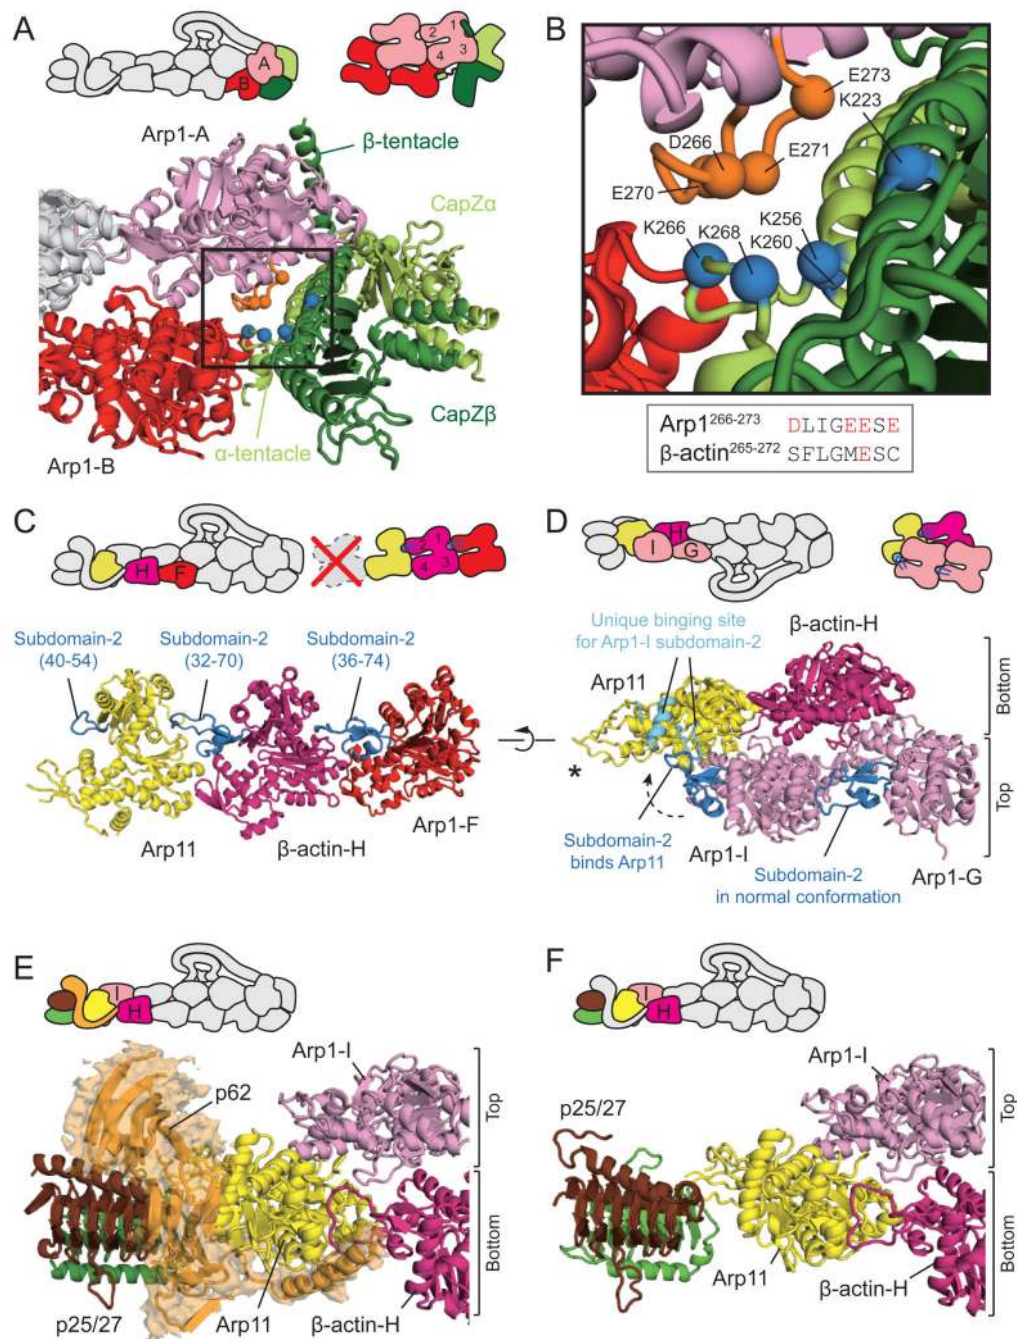 A
A
B
2
1
4
3
Arp1-A
β-tentacle
CapZα
CapZβ
α-tentacle
Arp1-B
B
E273
K223
D266
E271
E270
K266
K268
K256
K260
Arp1266-273 DLIGEESE
β-actin265-272 SFLGMESC
C
H
F
2
1
4
3
Subdomain-2
(40-54)
Subdomain-2
(32-70)
Subdomain-2
(36-74)
Arp11
β-actin-H
Arp1-F
D
H
I
G
Unique binging site
for Arp1-I subdomain-2
β-actin-H
Arp11
*
Bottom
Top
Subdomain-2
binds Arp11
Arp1-I
Subdomain-2
in normal conformation
Arp1-G
E
I
H
Arp1-I
p62
Top
Bottom
p25/27
Arp11
β-actin-H
F
I
H
Arp1-I
p25/27
Top
Bottom
Arp11
β-actin-H